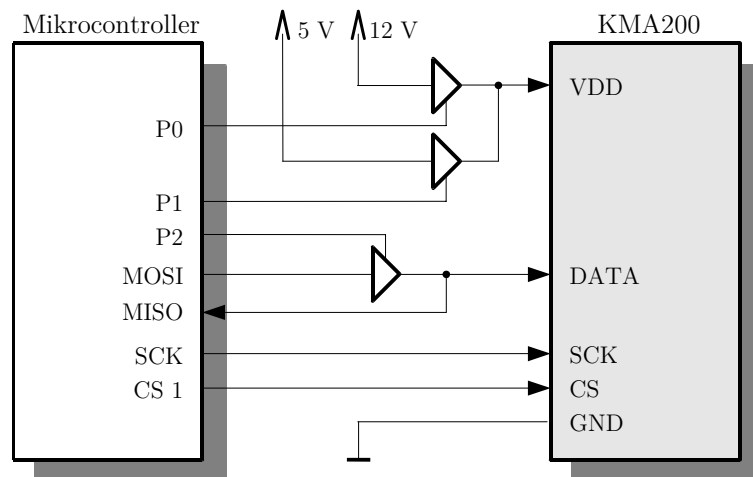 Mikrocontroller
5 V
12 V
KMA200
VDD
P0
P1
P2
MOSI
DATA
MISO
SCK
SCK
CS 1
CS
GND